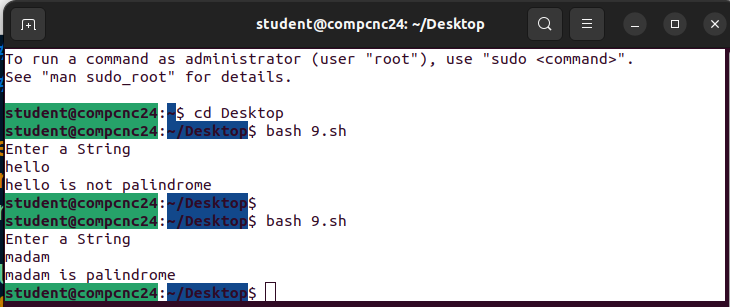 student@compcnc24: ~/Desktop
To run a command as administrator (user "root"), use "sudo <command>".
See "man sudo_root" for details.
student@compcnc24:~$ cd Desktop
student@compcnc24:~/Desktop$ bash 9.sh
Enter a String
hello
hello is not palindrome
student@compcnc24:~/Desktop$
student@compcnc24:~/Desktop$ bash 9.sh
Enter a String
madam
madam is palindrome
student@compcnc24:~/Desktop$